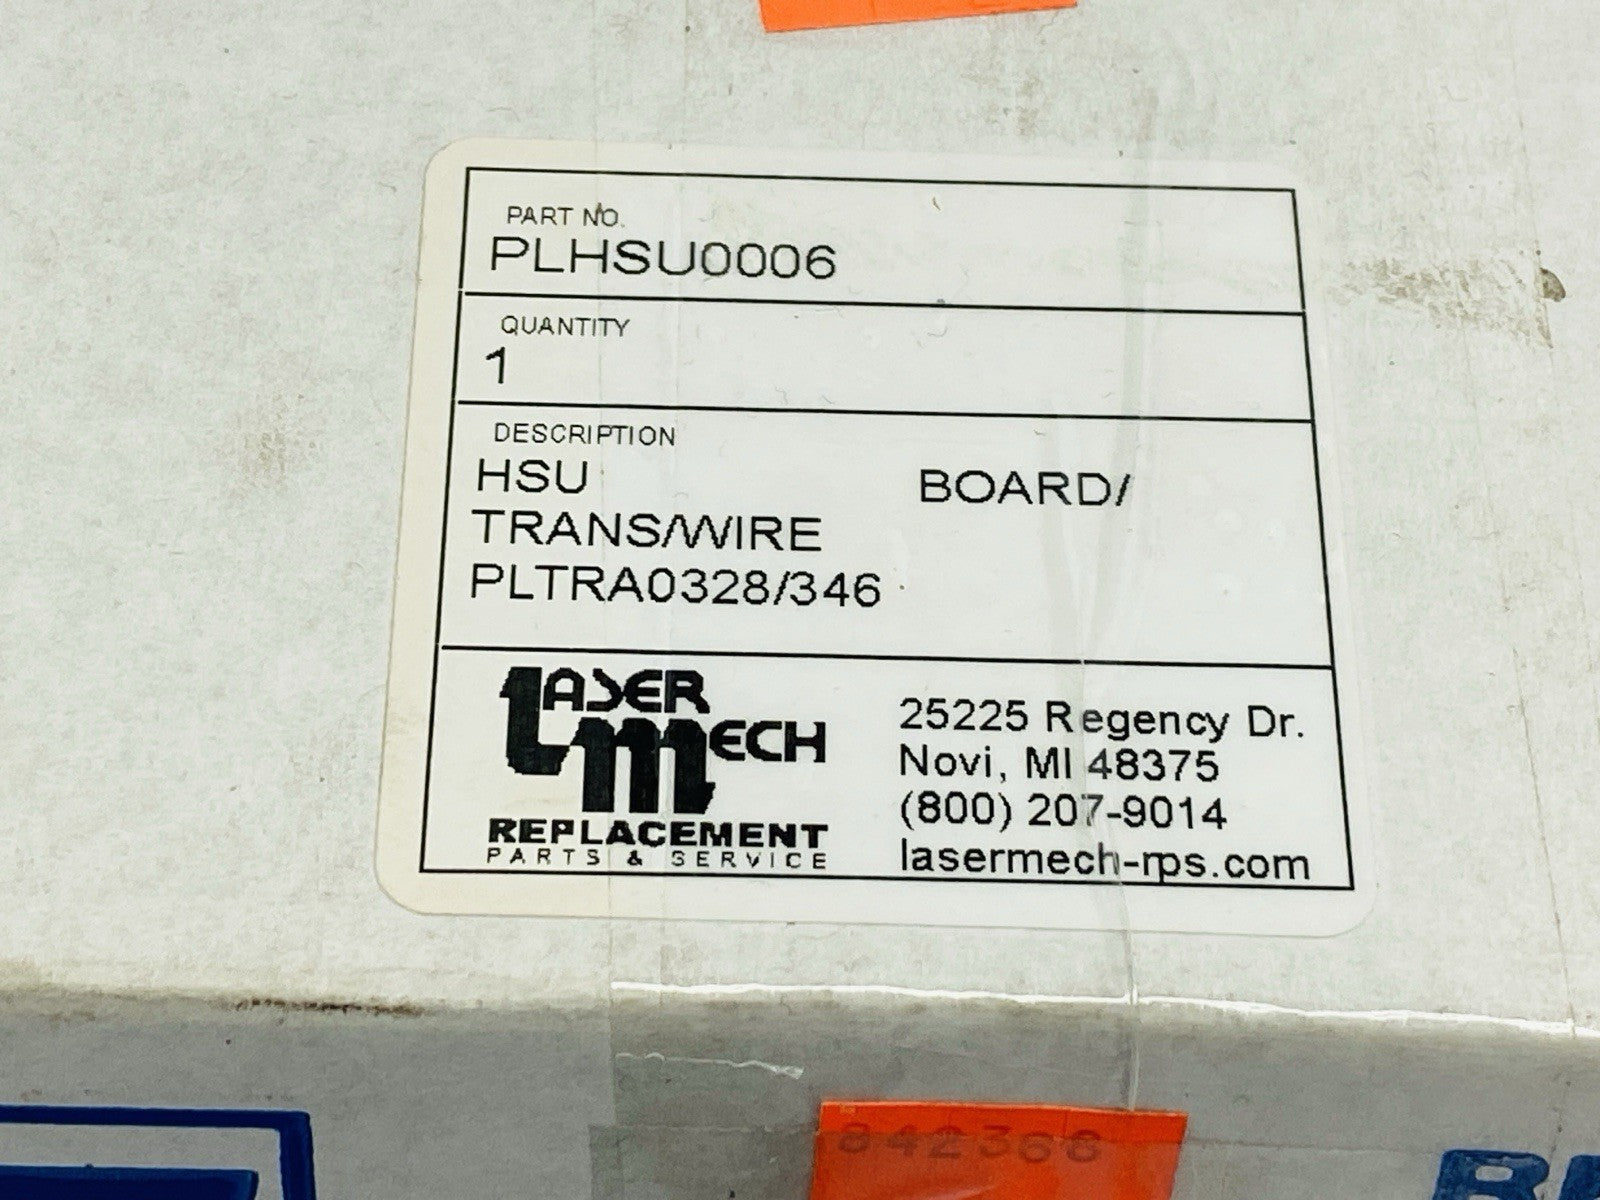 PART NO.
PLHSU0006
QUANTITY
1
DESCRIPTION
HSU BOARD/
TRANS/WIRE
PLTRA0328/346
LASER
MECH
REPLACEMENT
PARTS & SERVICE
25225 Regency Dr.
Novi, MI 48375
(800) 207-9014
lasermech-rps.com
842366